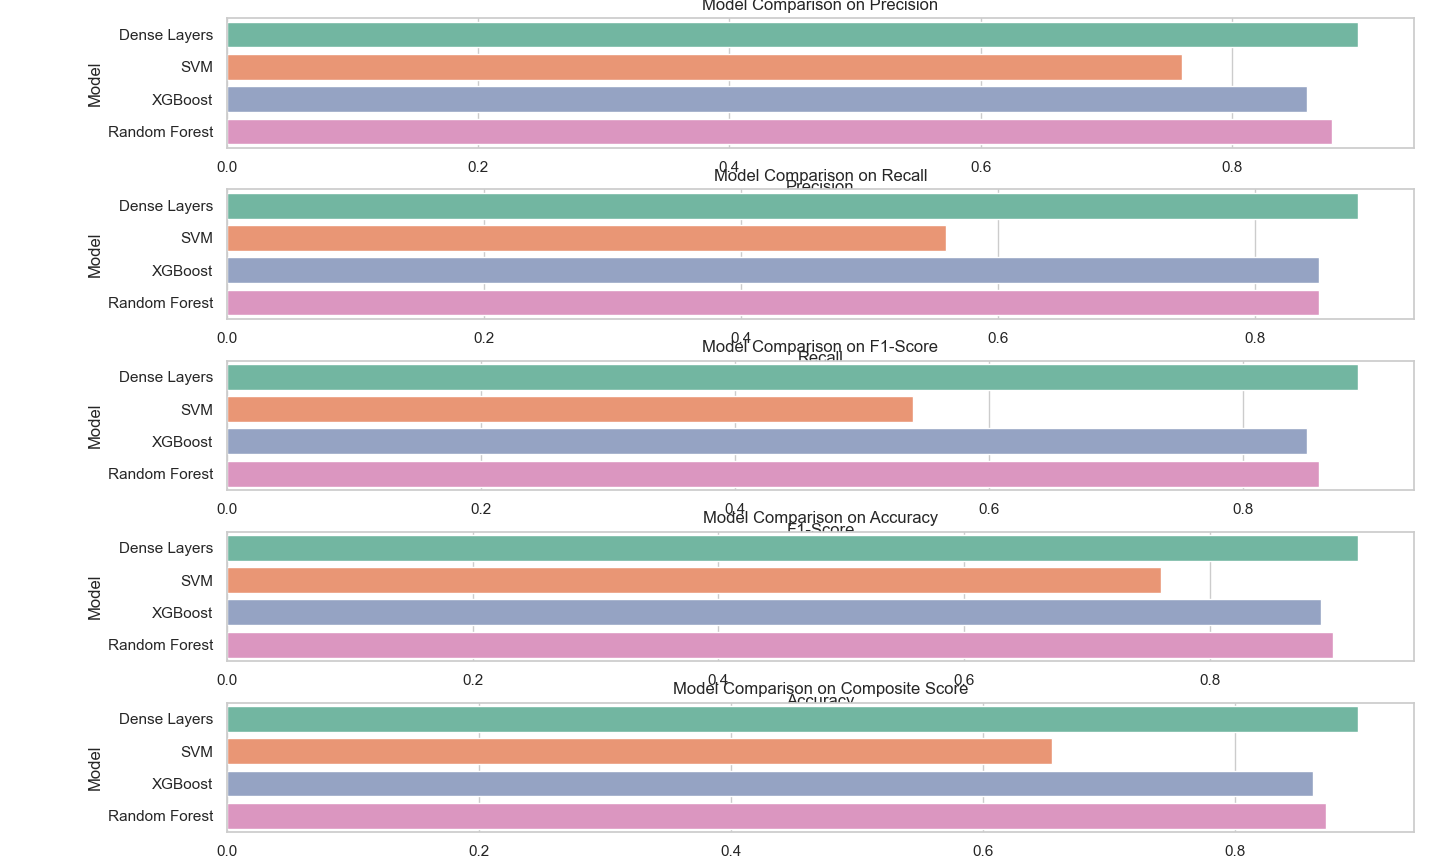 Model Comparison on Precision
Model
Dense Layers
SVM
XGBoost
Random Forest
0.0 0.2 0.4 0.6 0.8
Precision
Model Comparison on Recall
Model
Dense Layers
SVM
XGBoost
Random Forest
0.0 0.2 0.4 0.6 0.8
Recall
Model Comparison on F1-Score
Model
Dense Layers
SVM
XGBoost
Random Forest
0.0 0.2 0.4 0.6 0.8
F1-Score
Model Comparison on Accuracy
Model
Dense Layers
SVM
XGBoost
Random Forest
0.0 0.2 0.4 0.6 0.8
Accuracy
Model Comparison on Composite Score
Model
Dense Layers
SVM
XGBoost
Random Forest
0.0 0.2 0.4 0.6 0.8